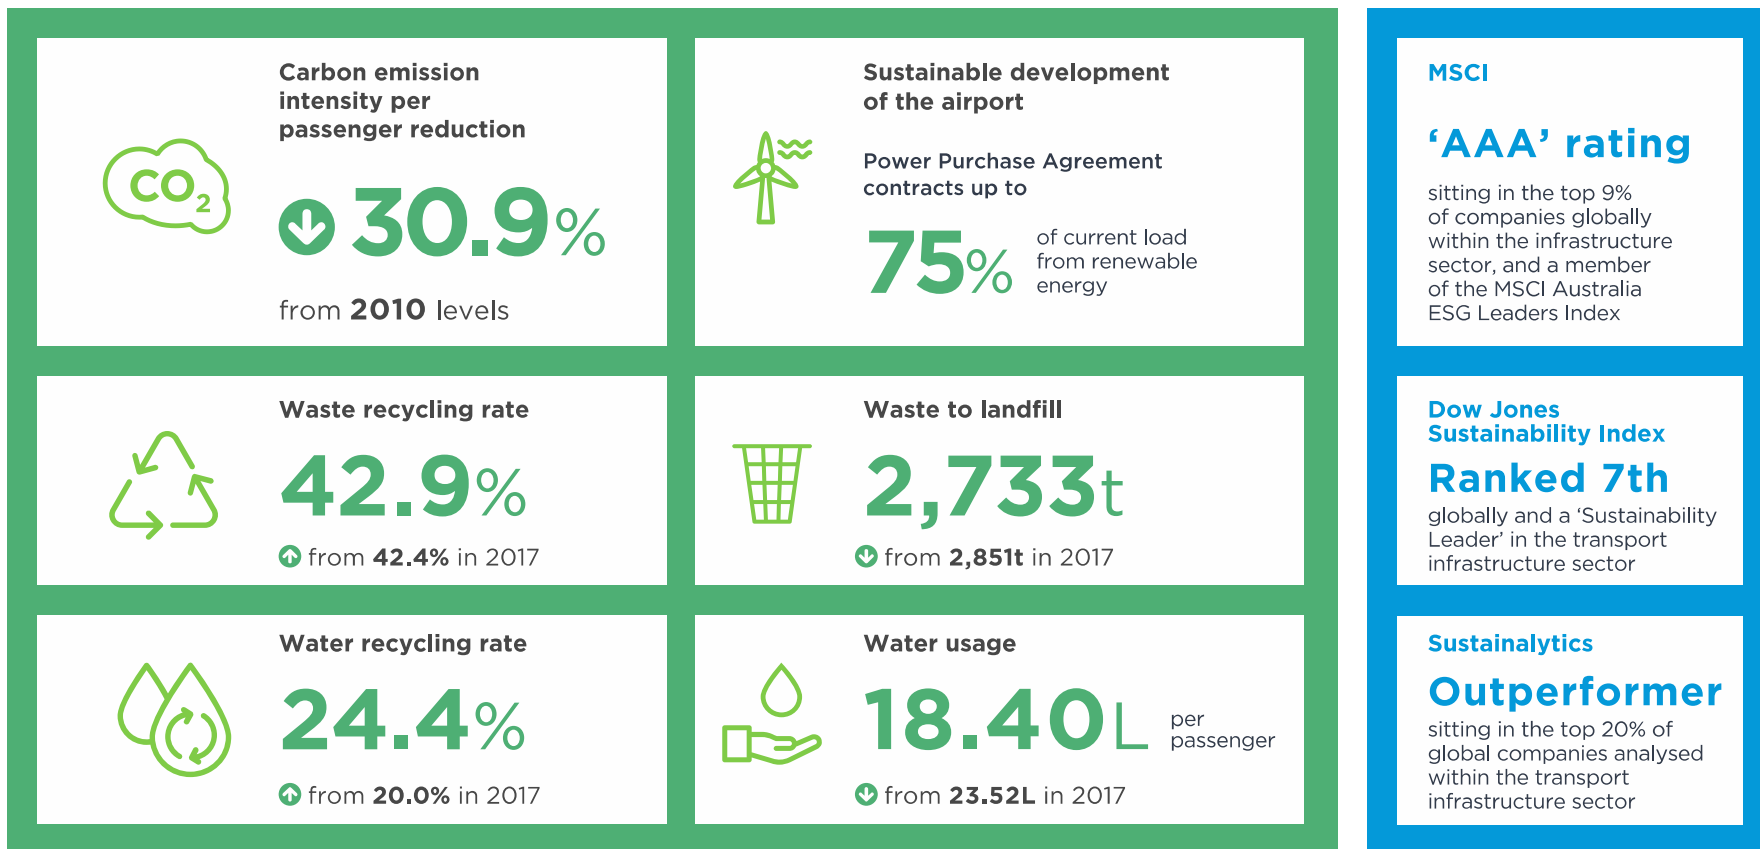 Carbon emission
intensity per
passenger reduction
CO2
30.9%
from 2010 levels
Sustainable development
of the airport
Power Purchase Agreement
contracts up to
75%
of current load
from renewable
energy
Waste recycling rate
42.9%
from 42.4% in 2017
Waste to landfill
2,733t
from 2,851t in 2017
Water recycling rate
24.4%
from 20.0% in 2017
Water usage
18.40L
per
passenger
from 23.52L in 2017
MSCI
‘AAA’ rating
sitting in the top 9%
of companies globally
within the infrastructure
sector, and a member
of the MSCI Australia
ESG Leaders Index
Dow Jones
Sustainability Index
Ranked 7th
globally and a ‘Sustainability
Leader’ in the transport
infrastructure sector
Sustainalytics
Outperformer
sitting in the top 20% of
global companies analysed
within the transport
infrastructure sector